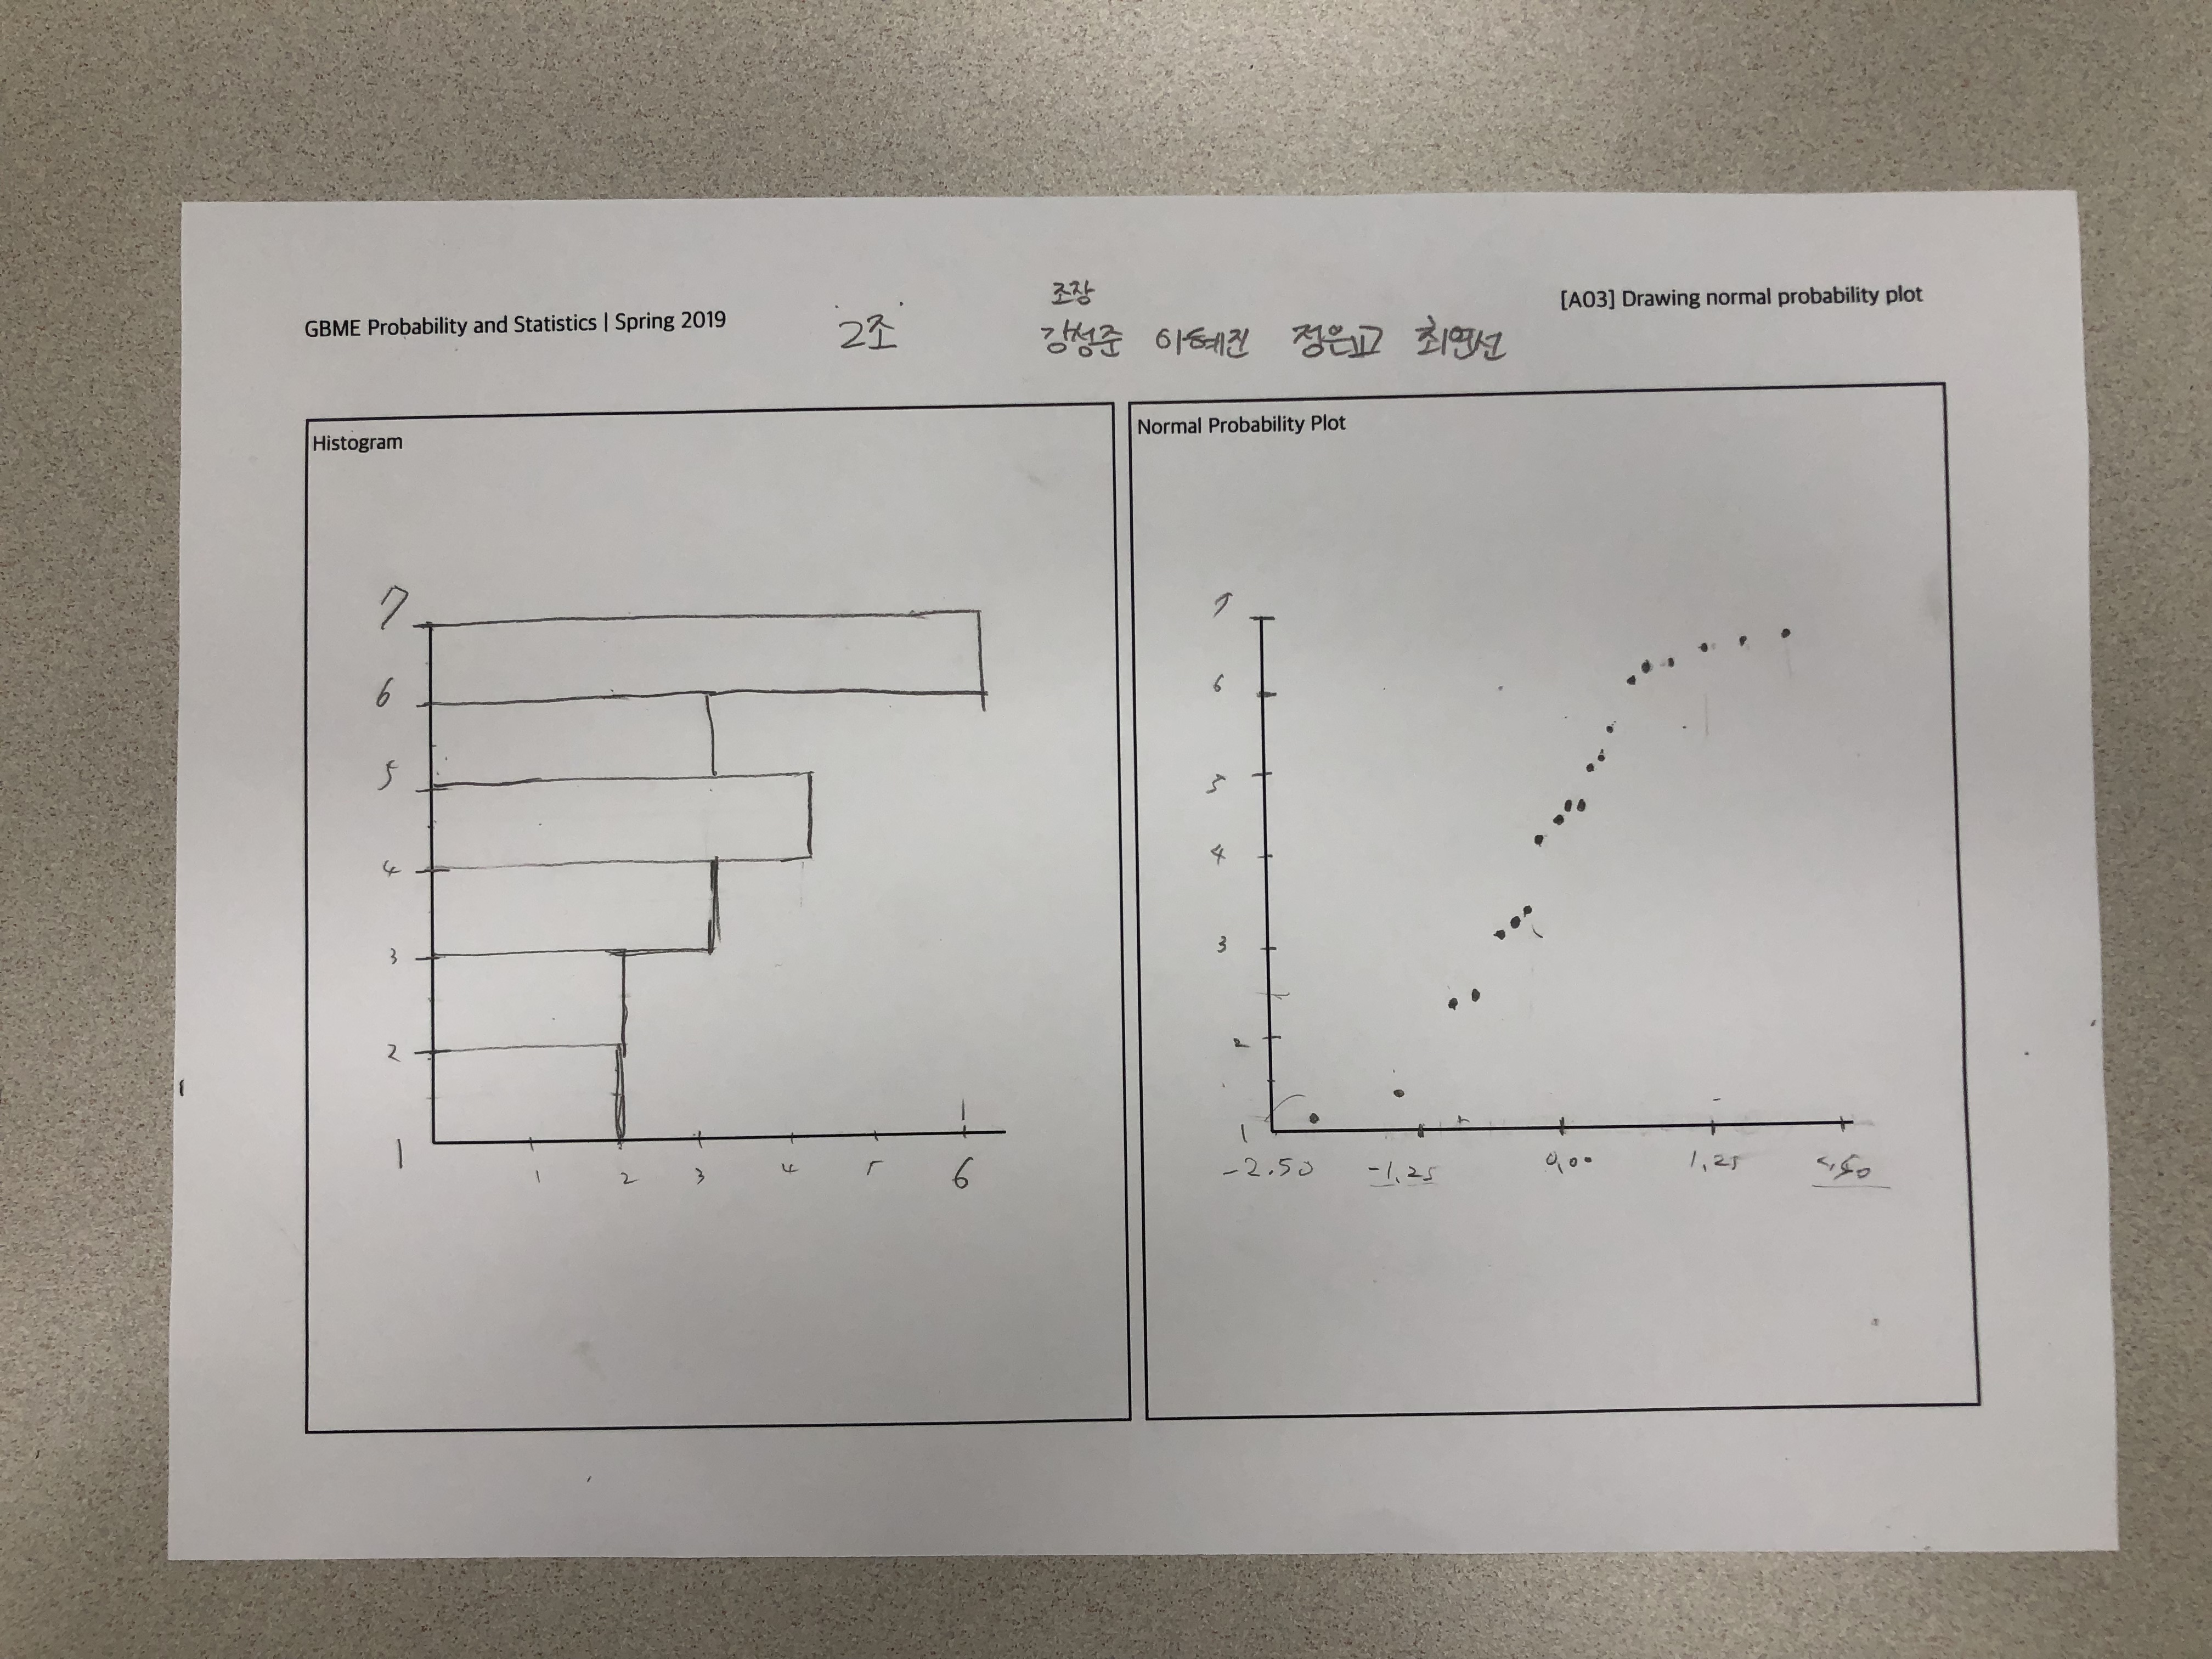 GBME Probability and Statistics | Spring 2019
2조
조장
강성준 이혜진 정은교 최연선
[A03] Drawing normal probability plot
Histogram
7
6
5
4
3
2
1
1 2 3 4 5 6
Normal Probability Plot
7
6
5
4
3
2
1
-2.50 -1.25 0.00 1.25